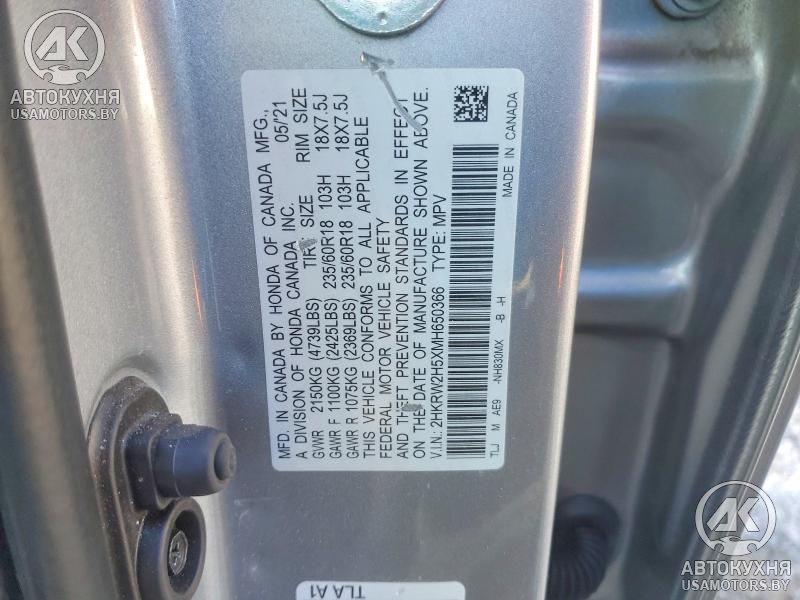 AK
АВТОКУХНЯ
USAMOTORS.BY
MFD. IN CANADA BY HONDA OF CANADA MFG.,
A DIVISION OF HONDA CANADA INC. 05/'21
GVWR 2150KG (4739LBS) TIRE SIZE RIM SIZE
GAWR F 1100KG (2425LBS) 235/60R18 103H 18X7.5J
GAWR R 1075KG (2369LBS) 235/60R18 103H 18X7.5J
THIS VEHICLE CONFORMS TO ALL APPLICABLE
FEDERAL MOTOR VEHICLE SAFETY
AND THEFT PREVENTION STANDARDS IN EFFECT
ON THE DATE OF MANUFACTURE SHOWN ABOVE.
V.I.N.: 2HKRW2H5XMH650366 TYPE: MPV
TLJ M AE9 -NH830MX -B -H MADE IN CANADA
TLA A1
AK
АВТОКУХНЯ
USAMOTORS.BY